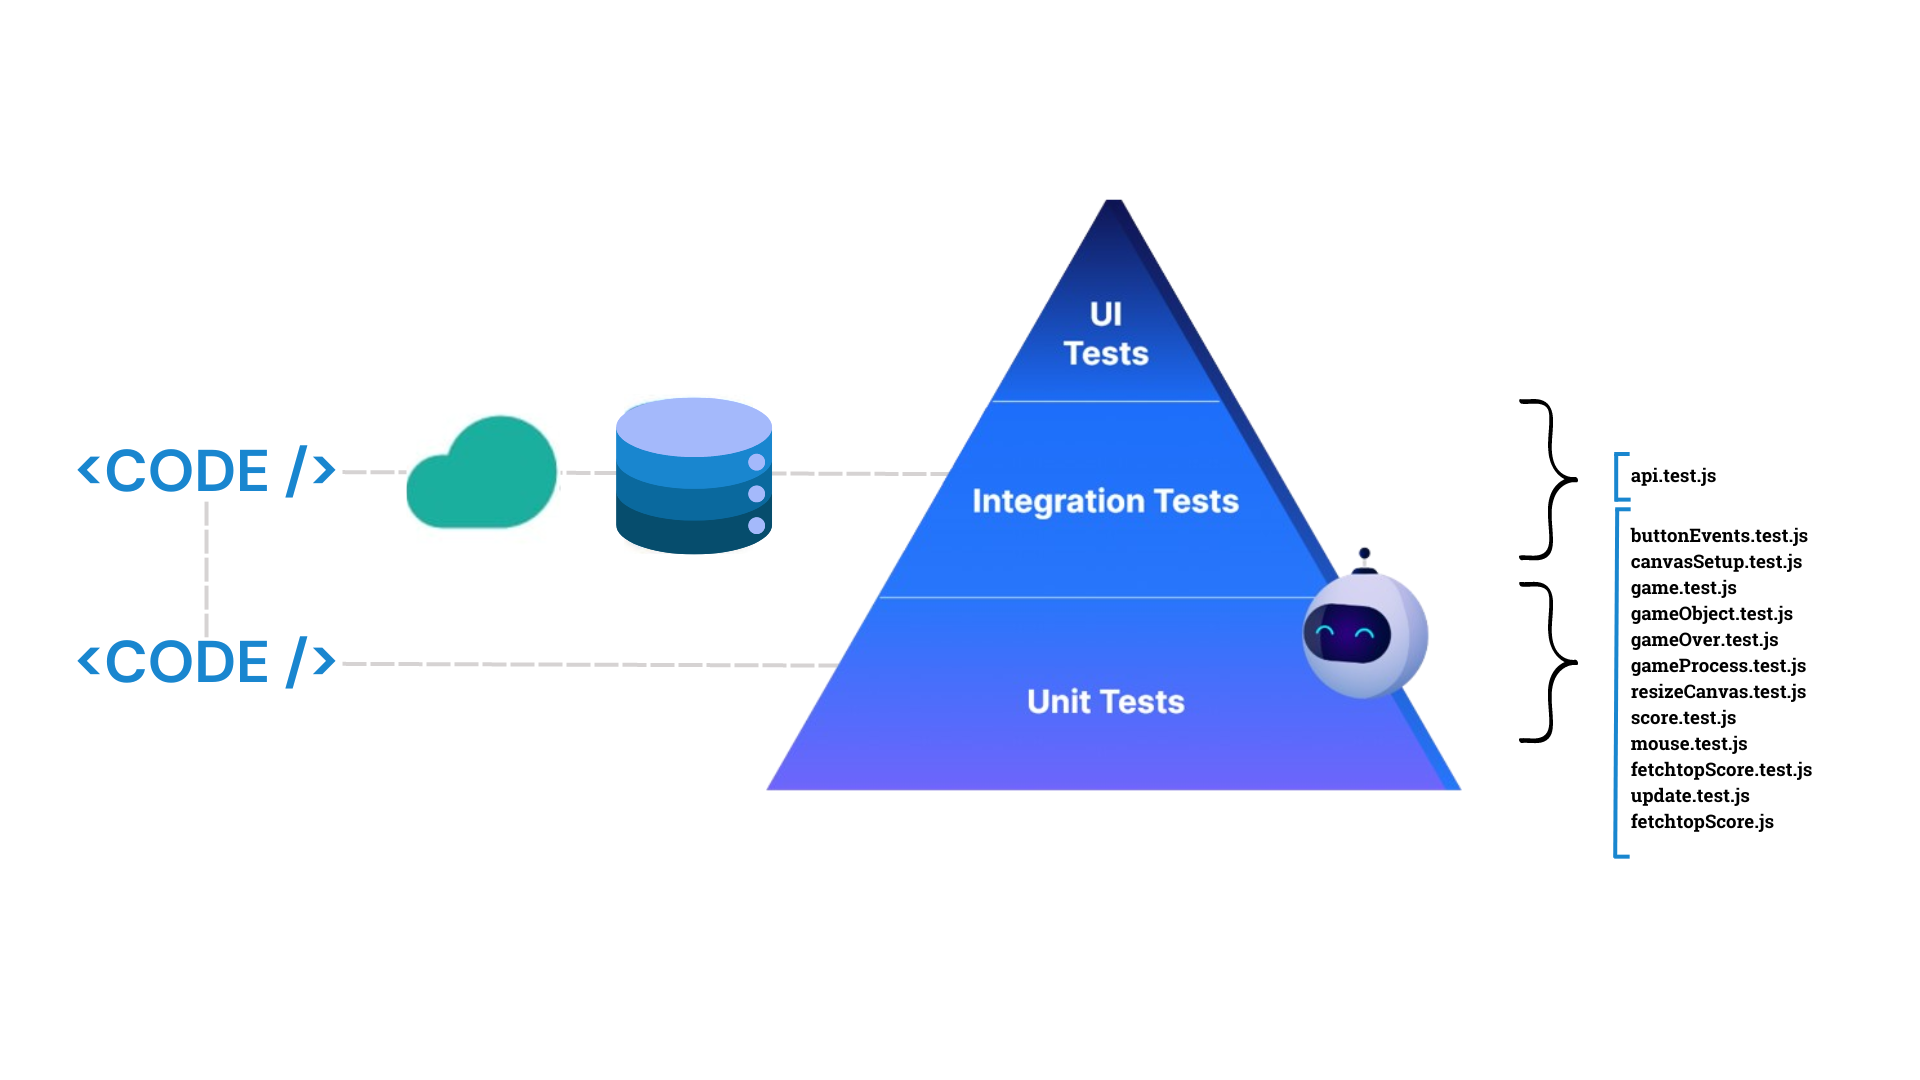 <CODE />
<CODE />
UI
Tests
Integration Tests
Unit Tests
api.test.js
buttonEvents.test.js
canvasSetup.test.js
game.test.js
gameObject.test.js
gameOver.test.js
gameProcess.test.js
resizeCanvas.test.js
score.test.js
mouse.test.js
fetchtopScore.test.js
update.test.js
fetchtopScore.js